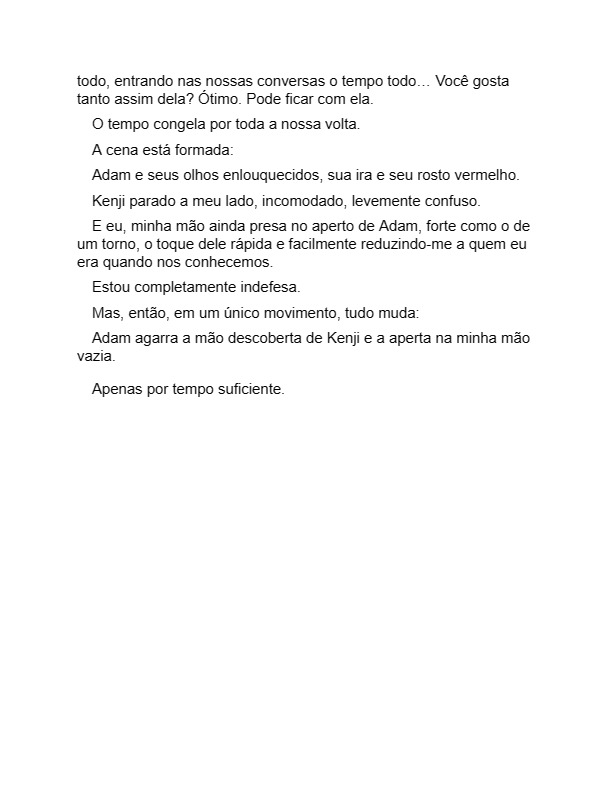 todo, entrando nas nossas conversas o tempo todo… Você gosta
tanto assim dela? Ótimo. Pode ficar com ela.
O tempo congela por toda a nossa volta.
A cena está formada:
Adam e seus olhos enlouquecidos, sua ira e seu rosto vermelho.
Kenji parado a meu lado, incomodado, levemente confuso.
E eu, minha mão ainda presa no aperto de Adam, forte como o de
um torno, o toque dele rápida e facilmente reduzindo-me a quem eu
era quando nos conhecemos.
Estou completamente indefesa.
Mas, então, em um único movimento, tudo muda:
Adam agarra a mão descoberta de Kenji e a aperta na minha mão
vazia.
Apenas por tempo suficiente.